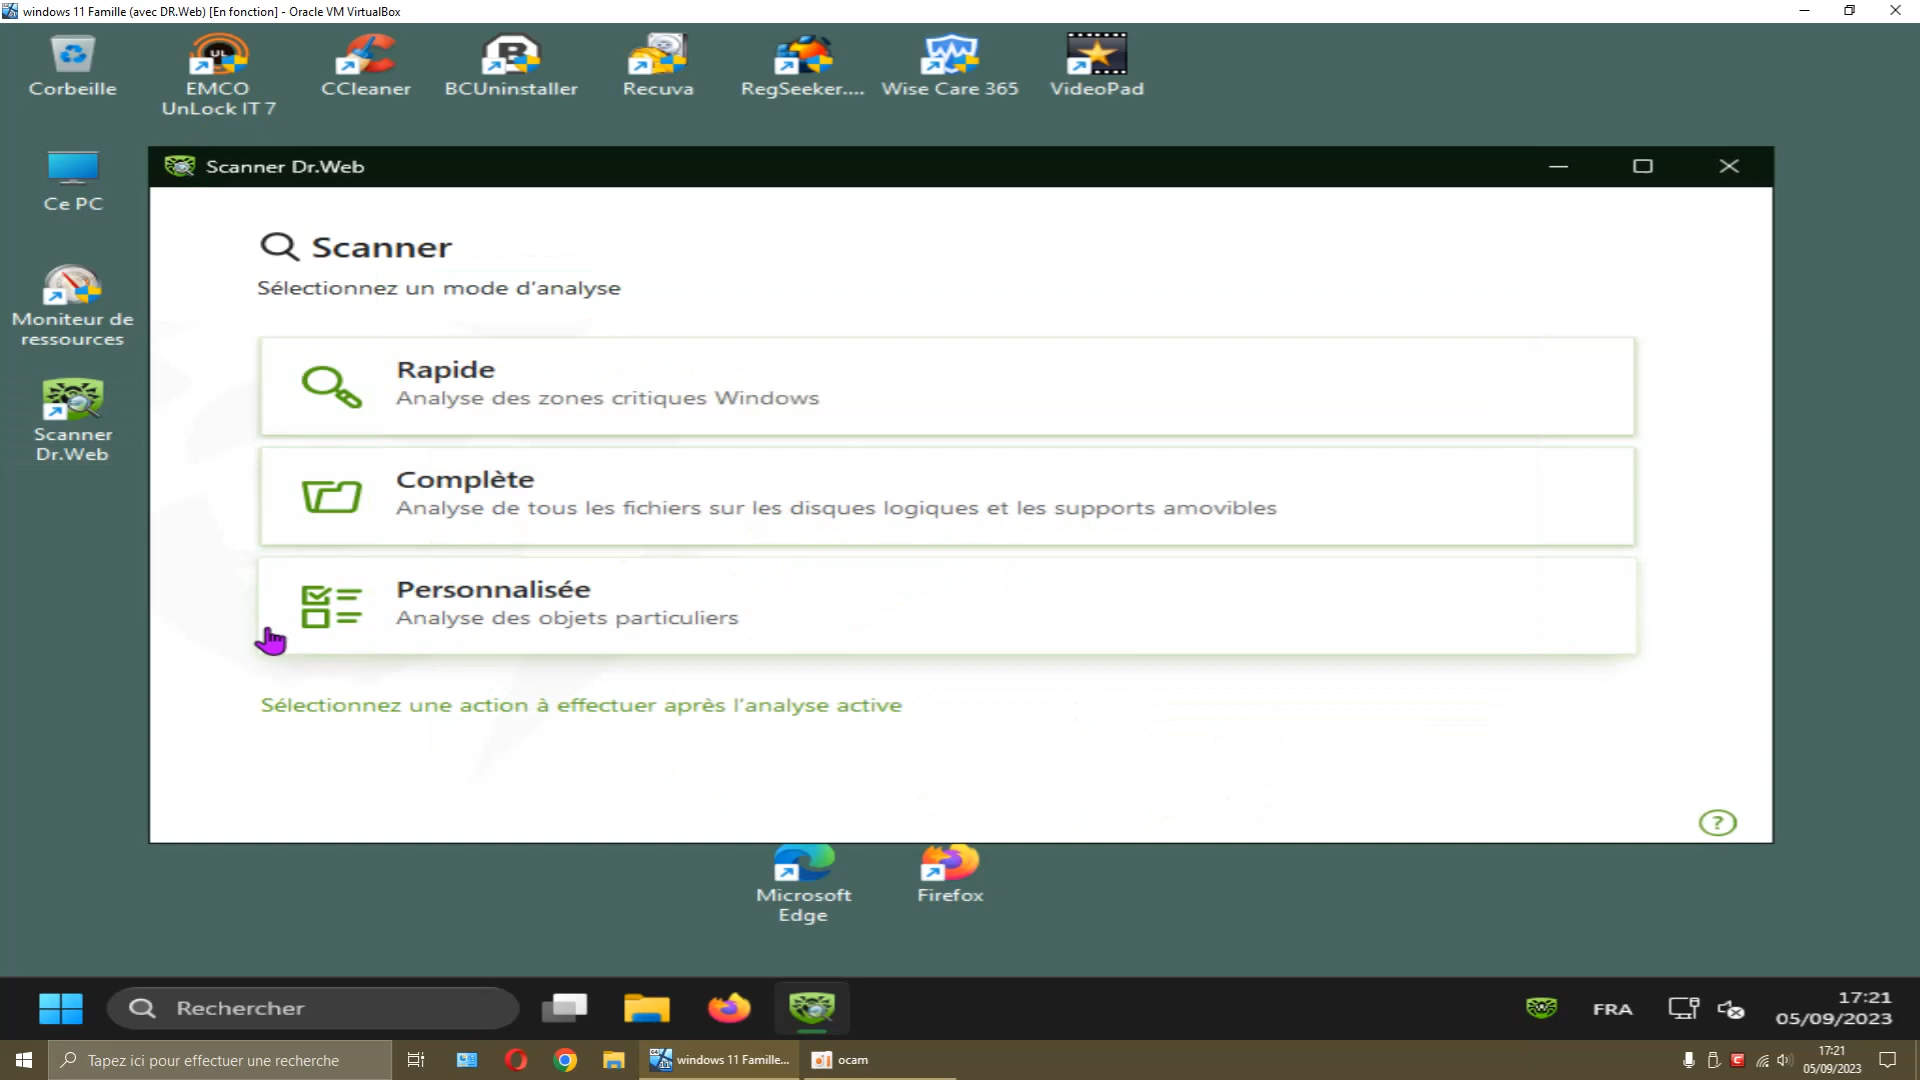 windows 11 Famille (avec DR.Web) [En fonction] - Oracle VM VirtualBox
Corbeille
EMCO
UnLock IT 7
CCleaner
BCUninstaller
Recuva
RegSeeker....
Wise Care 365
VideoPad
Ce PC
Moniteur de
ressources
Scanner
Dr.Web
Scanner Dr.Web
Scanner
Sélectionnez un mode d'analyse
Rapide
Analyse des zones critiques Windows
Complète
Analyse de tous les fichiers sur les disques logiques et les supports amovibles
Personnalisée
Analyse des objets particuliers
Sélectionnez une action à effectuer après l'analyse active
?
Microsoft
Edge
Firefox
Rechercher
FRA
17:21
05/09/2023
Tapez ici pour effectuer une recherche
windows 11 Famille...
ocam
17:21
05/09/2023